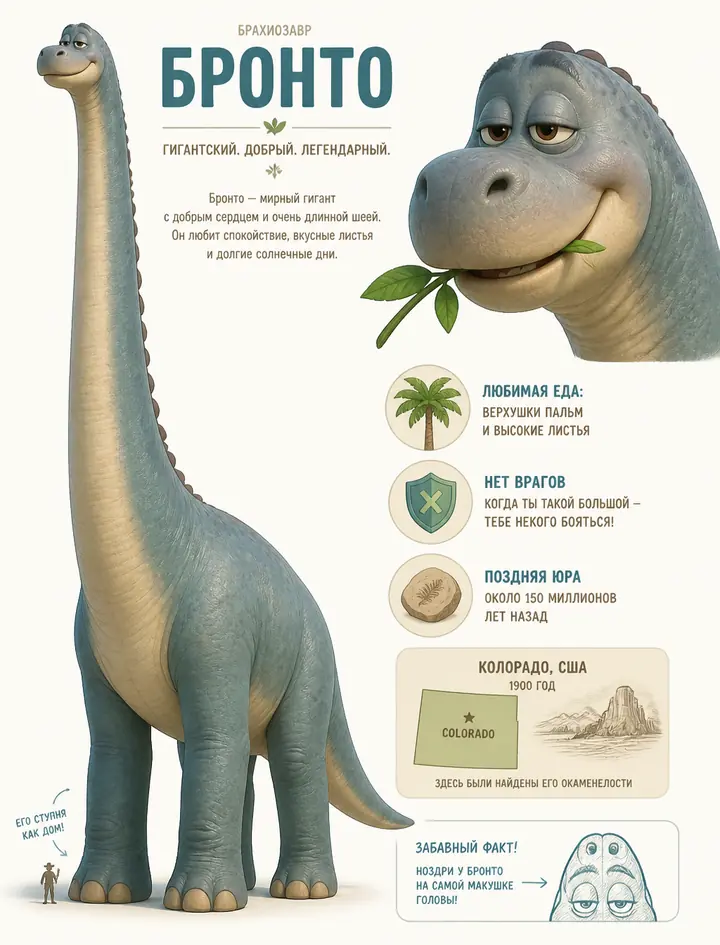 БРАХИОЗАВР
БРОНТО
ГИГАНТСКИЙ. ДОБРЫЙ. ЛЕГЕНДАРНЫЙ.
Бронто – мирный гигант
с добрым сердцем и очень длинной шеей.
Он любит спокойствие, вкусные листья
и долгие солнечные дни.
ЛЮБИМАЯ ЕДА:
ВЕРХУШКИ ПАЛЬМ
И ВЫСОКИЕ ЛИСТЬЯ
НЕТ ВРАГОВ
КОГДА ТЫ ТАКОЙ БОЛЬШОЙ –
ТЕБЕ НЕКОГО БОЯТЬСЯ!
ПОЗДНЯЯ ЮРА
ОКОЛО 150 МИЛЛИОНОВ
ЛЕТ НАЗАД
КОЛОРАДО, США
1900 ГОД
COLORADO
ЗДЕСЬ БЫЛИ НАЙДЕНЫ ЕГО ОКАМЕНЕЛОСТИ
ЕГО СТУПНЯ
КАК ДОМ!
ЗАБАВНЫЙ ФАКТ!
НОЗДРИ У БРОНТО
НА САМОЙ МАКУШКЕ
ГОЛОВЫ!